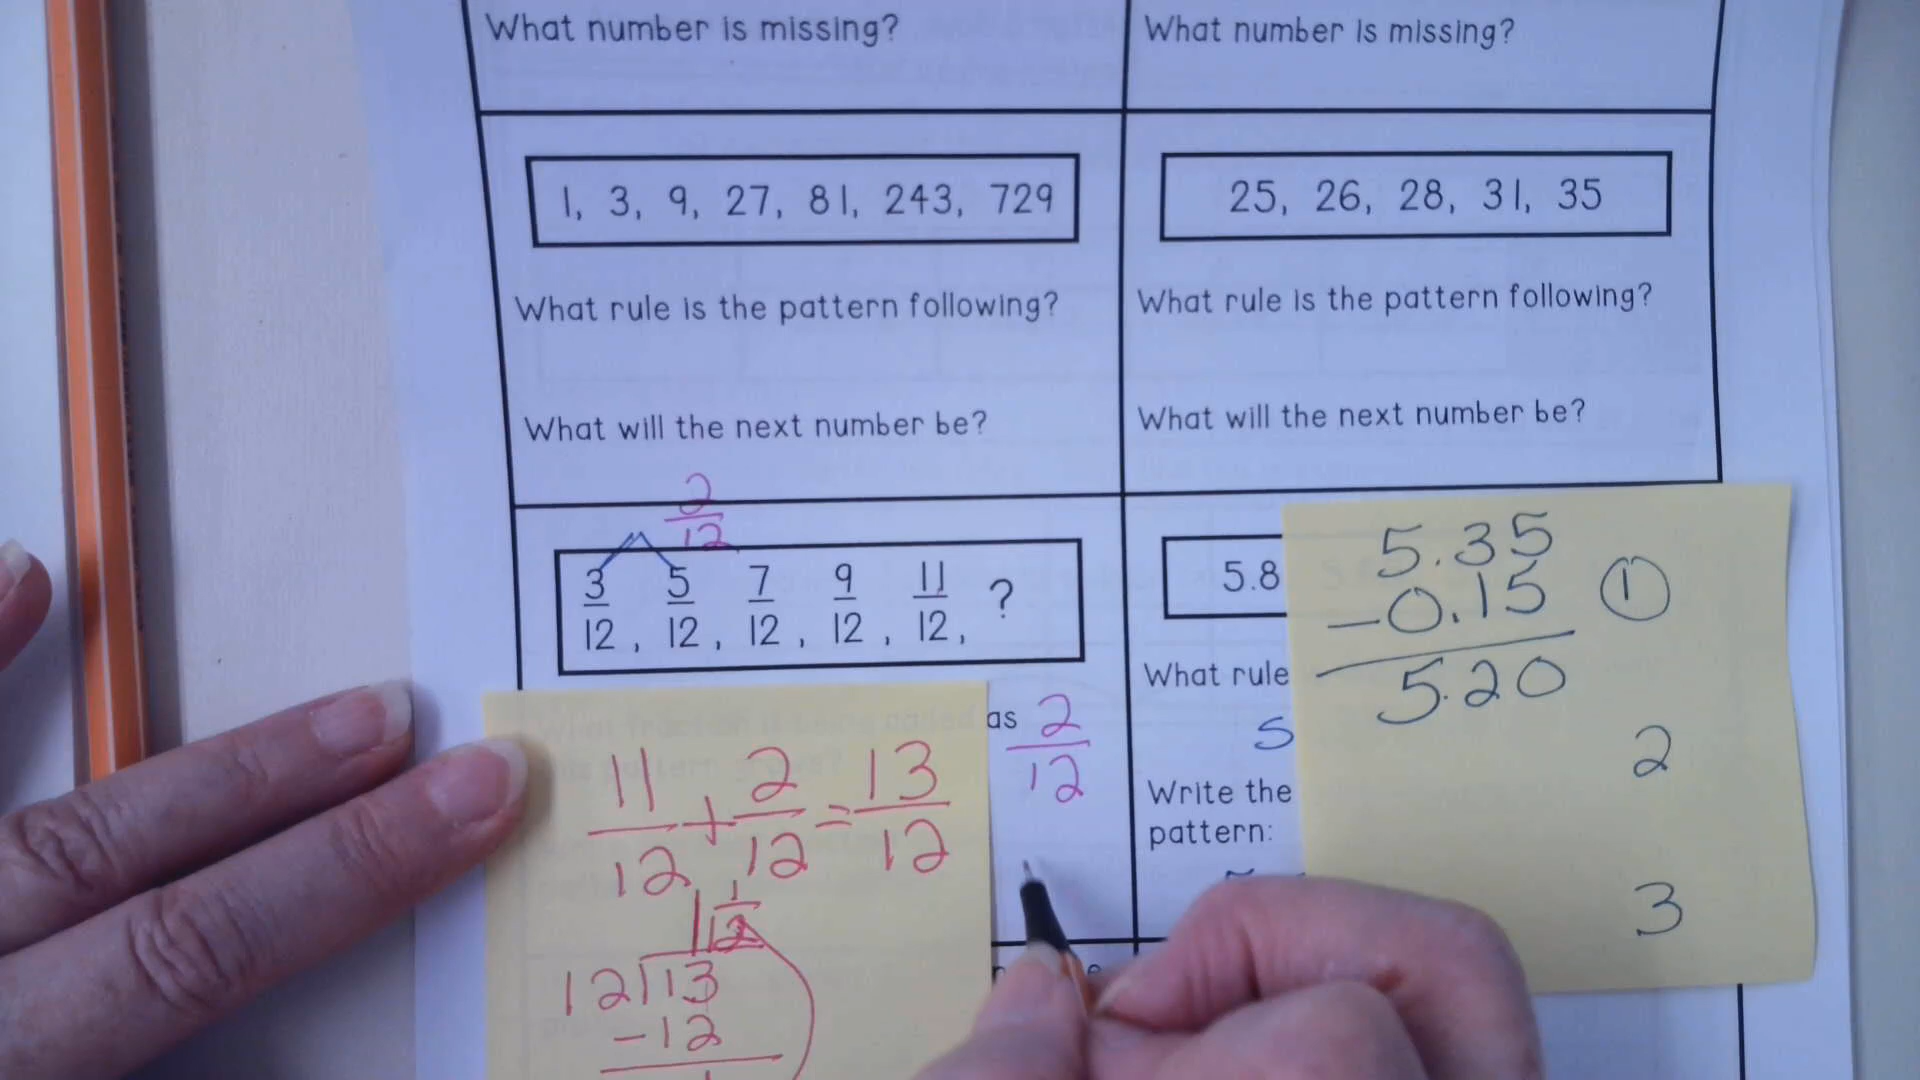 What number is missing?
What number is missing?
1, 3, 9, 27, 81, 243, 729
What rule is the pattern following?
What will the next number be?
25, 26, 28, 31, 35
What rule is the pattern following?
What will the next number be?
2
12
3 5 7 9 11 ?
12, 12, 12, 12, 12,
as 2
12
11 + 2 = 13
12 12 12
1 1
12
12 13
-12
1
5.8
What rule
S
Write the
pattern:
5.35
-0.15 1
5.20
2
3